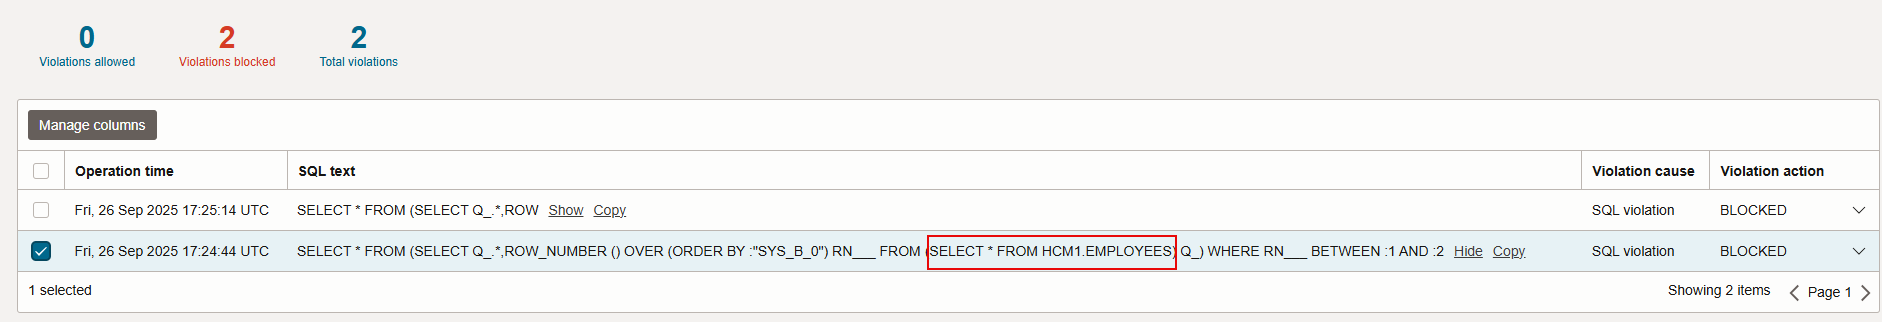 0 2 2
Violations allowed Violations blocked Total violations
Manage columns
Operation time SQL text Violation cause Violation action
Fri, 26 Sep 2025 17:25:14 UTC SELECT * FROM (SELECT Q_.*,ROW Show Copy SQL violation BLOCKED
Fri, 26 Sep 2025 17:24:44 UTC SELECT * FROM (SELECT Q_.*,ROW_NUMBER () OVER (ORDER BY :"SYS_B_0") RN___ FROM (SELECT * FROM HCM1.EMPLOYEES) Q_) WHERE RN___ BETWEEN :1 AND :2 Hide Copy SQL violation BLOCKED
1 selected Showing 2 items Page 1